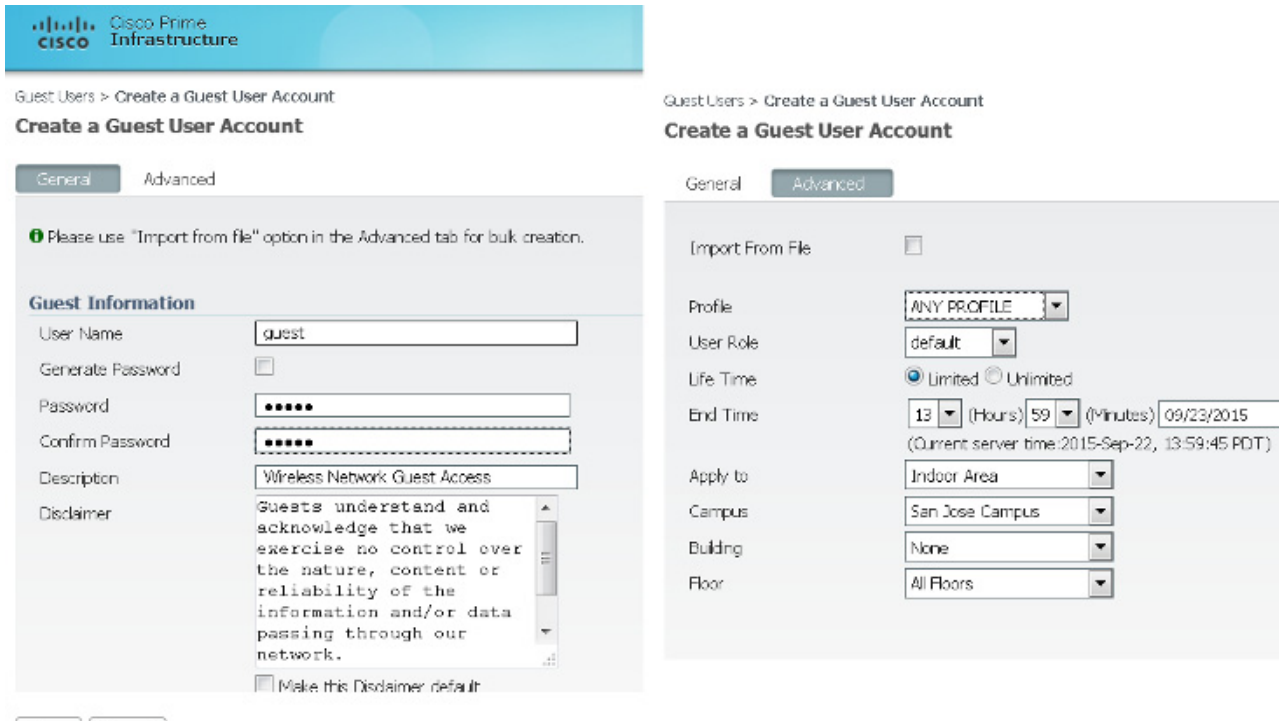 Cisco Prime
CISCO Infrastructure
Guest Users > Create a Guest User Account
Create a Guest User Account
General Advanced
Please use "Import from file" option in the Advanced tab for bulk creation.
Guest Information
User Name guest
Generate Password
Password •••••
Confirm Password •••••
Description Wireless Network Guest Access
Disclaimer Guests understand and
acknowledge that we
exercise no control over
the nature, content or
reliability of the
information and/or data
passing through our
network.
Make this Disclaimer default
Guest Users > Create a Guest User Account
Create a Guest User Account
General Advanced
Import From File
Profile ANY PROFILE
User Role default
Life Time Limited Unlimited
End Time 13 (Hours) 59 (Minutes) 09/23/2015
(Current server time:2015-Sep-22, 13:59:45 PDT)
Apply to Indoor Area
Campus San Jose Campus
Building None
Floor All Floors